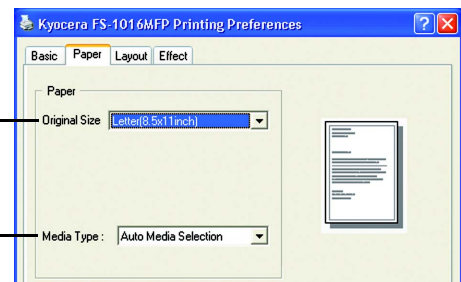 Kyocera FS-1016MFP Printing Preferences
Basic Paper Layout Effect
Paper
Original Size Letter(8.5x11inch)
Media Type : Auto Media Selection